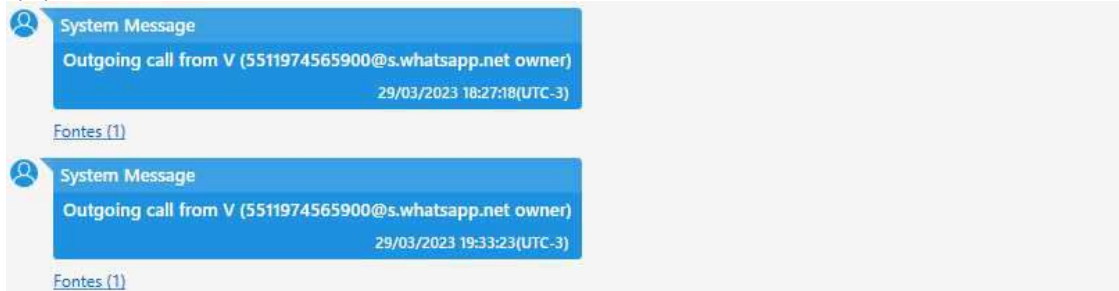 System Message
Outgoing call from V (5511974565900@s.whatsapp.net owner)
29/03/2023 18:27:18(UTC-3)
Fontes (1)
System Message
Outgoing call from V (5511974565900@s.whatsapp.net owner)
29/03/2023 19:33:23(UTC-3)
Fontes (1)